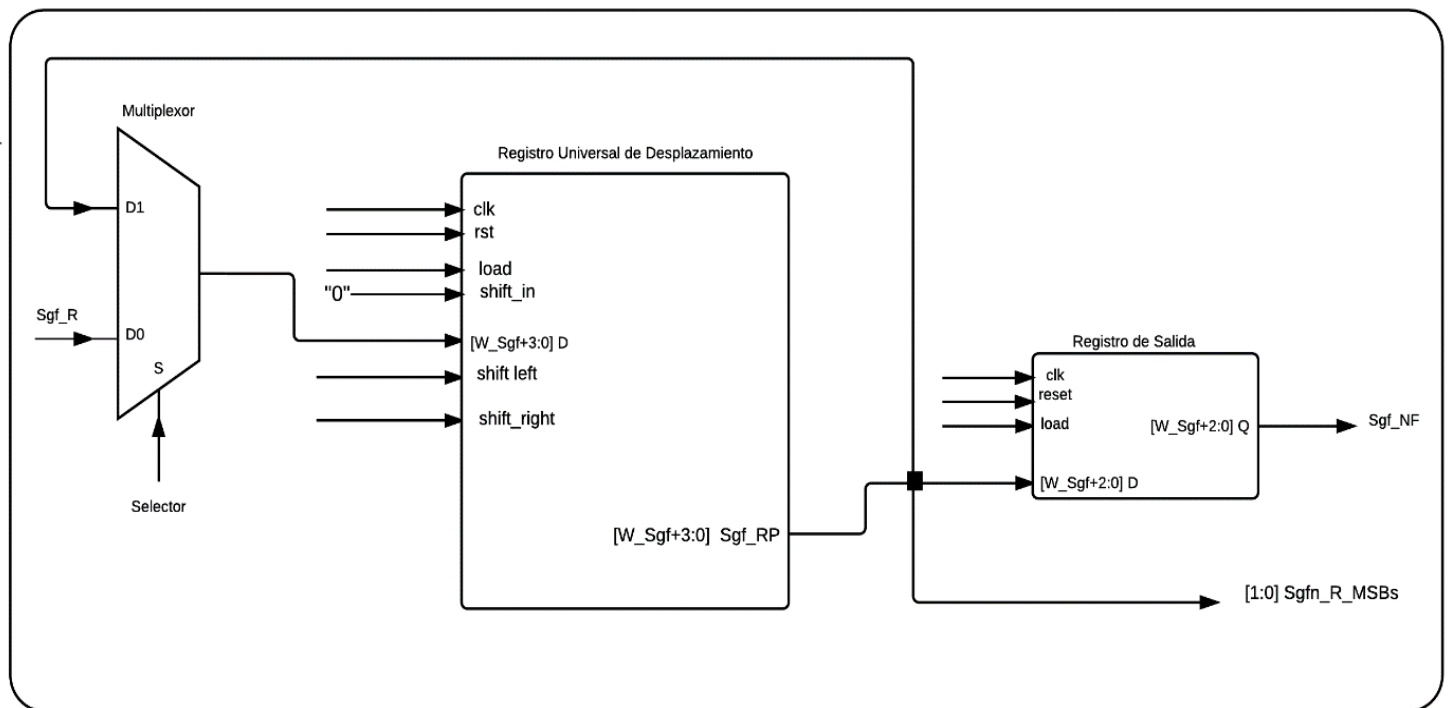 Multiplexor
D1
Sgf_R
D0
S
Selector
Registro Universal de Desplazamiento
clk
rst
load
"0"
shift_in
[W_Sgf+3:0] D
shift left
shift_right
[W_Sgf+3:0] Sgf_RP
Registro de Salida
clk
reset
load
[W_Sgf+2:0] Q
[W_Sgf+2:0] D
Sgf_NF
[1:0] Sgfn_R_MSBs